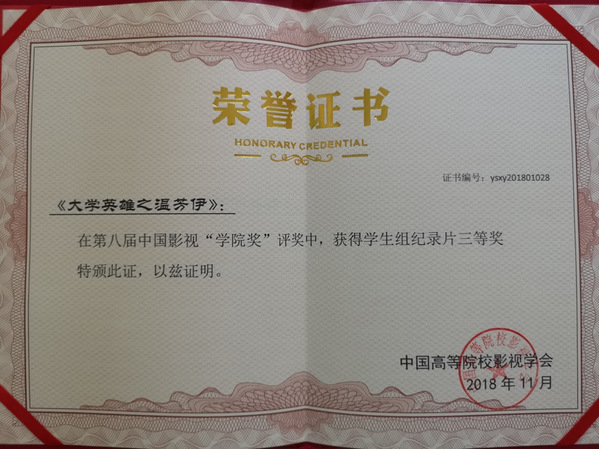 荣誉证书
HONORARY CREDENTIAL
证书编号：ysxy201801028
《大学英雄之温芳伊》：
在第八届中国影视“学院奖”评奖中，获得学生组纪录片三等奖
特颁此证，以兹证明。
中国高等院校影视学会
2018 年 11 月